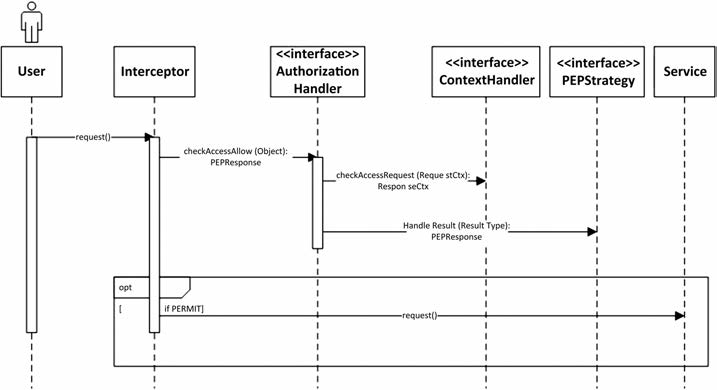 User
Interceptor
<<interface>>
Authorization
Handler
<<interface>>
ContextHandler
<<interface>>
PEPStrategy
Service
request()
checkAccessAllow (Object):
PEPResponse
checkAccessRequest (Reque stCtx):
Respon seCtx
Handle Result (Result Type):
PEPResponse
opt
[ if PERMIT]
request()